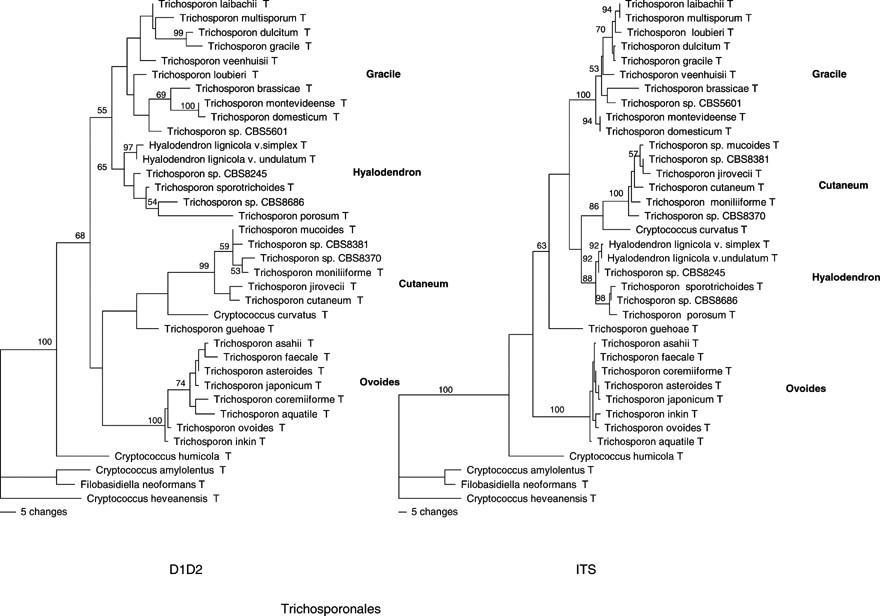 Trichosporon laibachii T
Trichosporon multisporum T
99
Trichosporon dulcitum T
Trichosporon gracile T
Trichosporon veenhuisii T
Trichosporon loubieri T
Gracile
69
Trichosporon brassicae T
100
Trichosporon montevideense T
55
Trichosporon domesticum T
Trichosporon sp. CBS5601
97
Hyalodendron lignicola v.simplex T
Hyalodendron lignicola v. undulatum T
65
Trichosporon sp. CBS8245
Hyalodendron
Trichosporon sporotrichoides T
54
Trichosporon sp. CBS8686
Trichosporon porosum T
68
Trichosporon mucoides T
59
Trichosporon sp. CBS8381
Trichosporon sp. CBS8370
99
53
Trichosporon moniliiforme T
Trichosporon jirovecii T
Cutaneum
Trichosporon cutaneum T
Cryptococcus curvatus T
Trichosporon guehoae T
100
Trichosporon asahii T
Trichosporon faecale T
Trichosporon asteroides T
74
Trichosporon japonicum T
Ovoides
Trichosporon coremiiforme T
Trichosporon aquatile T
100
Trichosporon ovoides T
Trichosporon inkin T
Cryptococcus humicola T
Cryptococcus amylolentus T
Filobasidiella neoformans T
Cryptococcus heveanensis T
5 changes
D1D2
94
Trichosporon laibachii T
Trichosporon multisporum T
70
Trichosporon loubieri T
Trichosporon dulcitum T
Trichosporon gracile T
53
Trichosporon veenhuisii T
Gracile
100
Trichosporon brassicae T
Trichosporon sp. CBS5601
94
Trichosporon montevideense T
Trichosporon domesticum T
57
Trichosporon sp. mucoides T
Trichosporon sp. CBS8381
Trichosporon jirovecii T
100
Trichosporon cutaneum T
Cutaneum
86
Trichosporon moniliiforme T
Trichosporon sp. CBS8370
Cryptococcus curvatus T
63
92
Hyalodendron lignicola v. simplex T
92
Hyalodendron lignicola v.undulatum T
88
Trichosporon sp. CBS8245
Hyalodendron
Trichosporon sporotrichoides T
98
Trichosporon sp. CBS8686
Trichosporon porosum T
Trichosporon guehoae T
Trichosporon asahii T
Trichosporon faecale T
Trichosporon coremiiforme T
100
Trichosporon asteroides T
Ovoides
Trichosporon japonicum T
100
Trichosporon inkin T
Trichosporon ovoides T
Trichosporon aquatile T
Cryptococcus humicola T
Cryptococcus amylolentus T
Filobasidiella neoformans T
Cryptococcus heveanensis T
5 changes
ITS
Trichosporonales